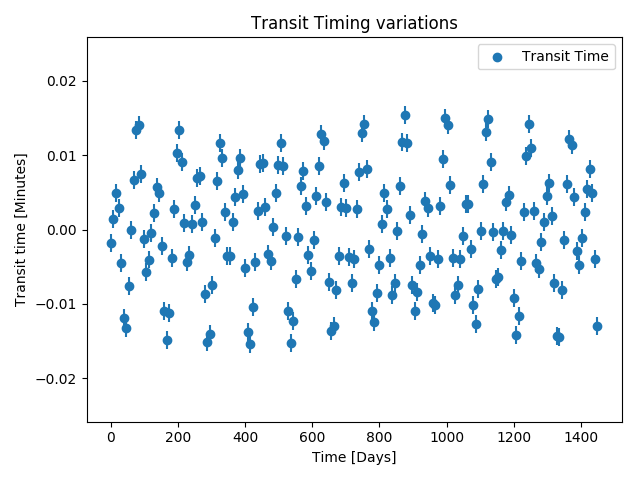 Transit Timing variations
Transit Time
Transit time [Minutes]
0.02
0.01
0.00
−0.01
−0.02
0 200 400 600 800 1000 1200 1400
Time [Days]